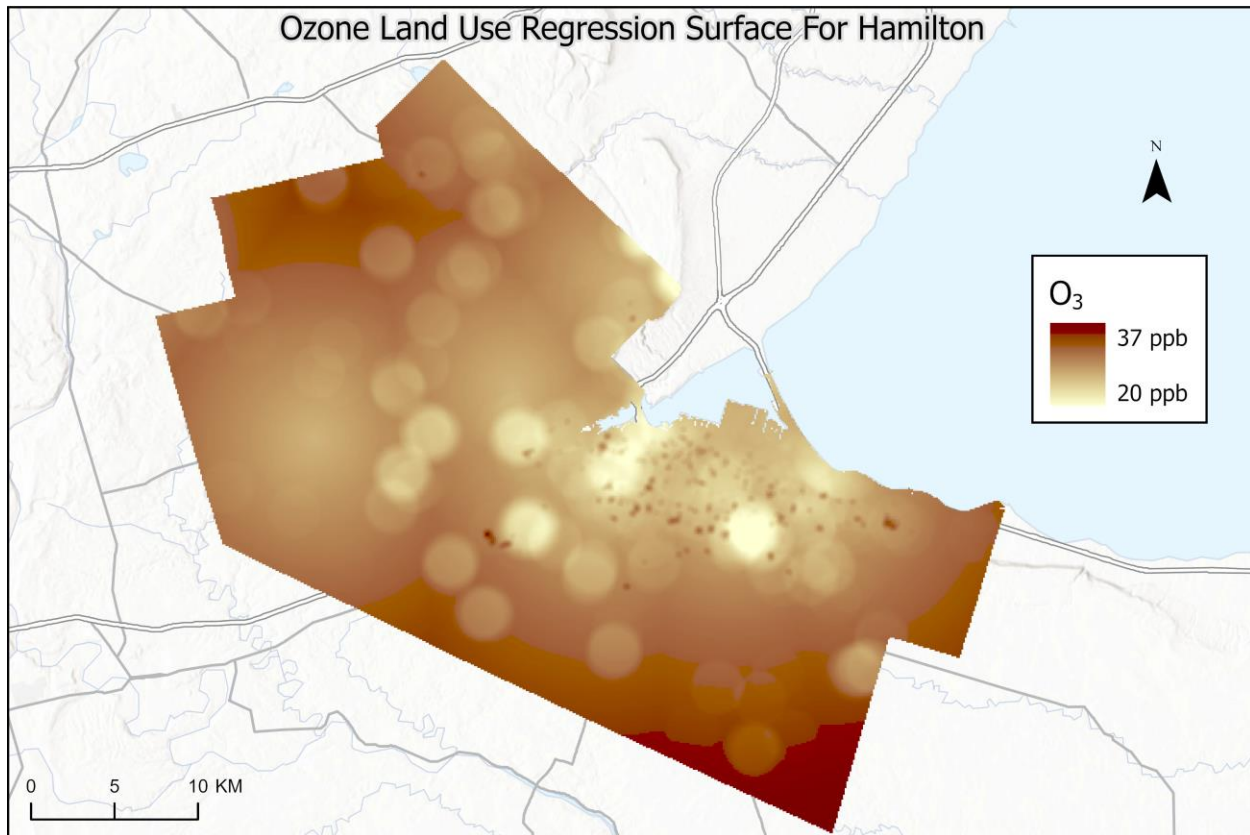 Ozone Land Use Regression Surface For Hamilton
N
O₃
37 ppb
20 ppb
0 5 10 KM